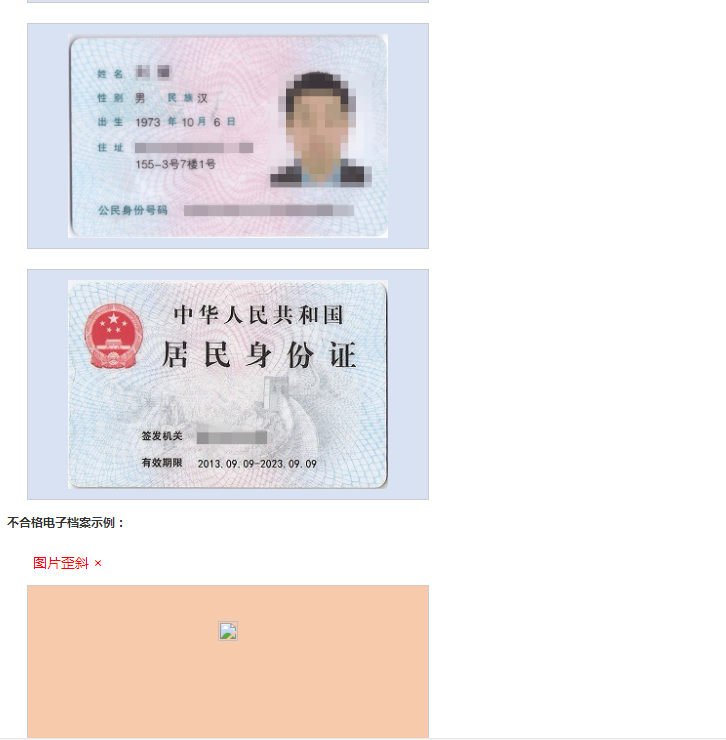 姓 名
性 别 男 民 族 汉
出 生 1973 年 10 月 6 日
住 址
155-3号7楼1号
公民身份号码
中华人民共和国
居民身份证
签发机关
有效期限 2013.09.09-2023.09.09
不合格电子档案示例：
图片歪斜 ×